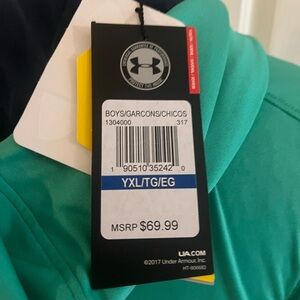 BOYS/GARCONS/CHICOS
1304000 317
1 90510 35242 0
YXL/TG/EG
MSRP $69.99
UA.COM
©2017 Under Armour, Inc.